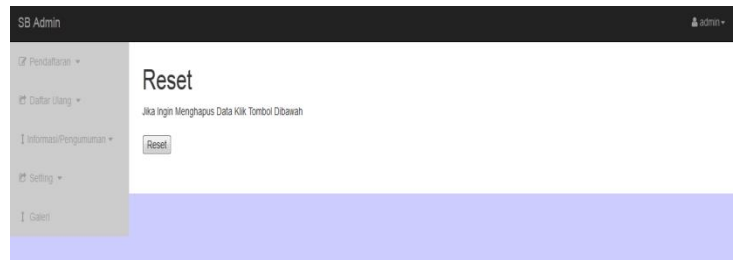 SB Admin
admin
Pendaftaran
Daftar Ulang
Informasi/Pengumuman
Setting
Galeri
Reset
Jika Ingin Menghapus Data Klik Tombol Dibawah
Reset